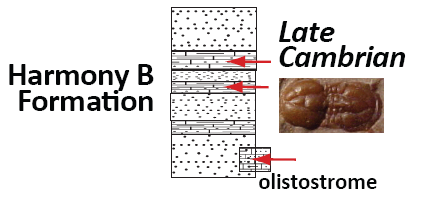 Late
Cambrian
Harmony B
Formation
olistostrome